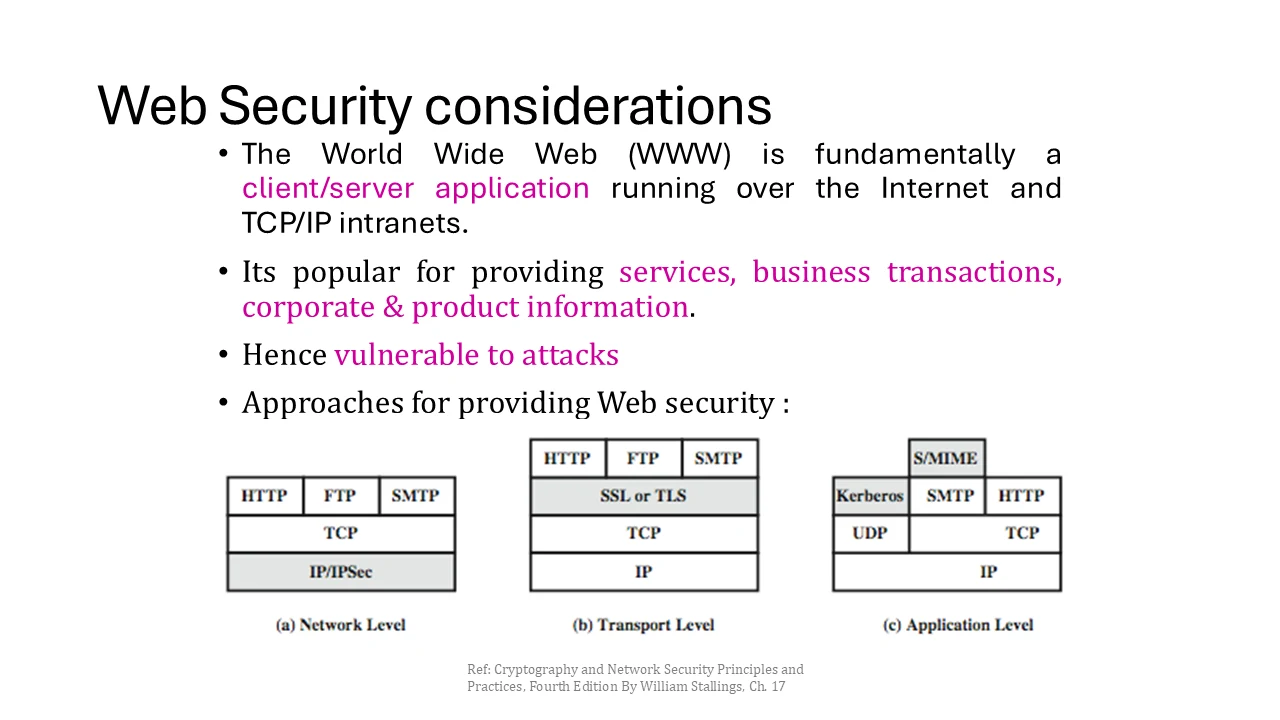 Web Security considerations
• The World Wide Web (WWW) is fundamentally a
client/server application running over the Internet and
TCP/IP intranets.
• Its popular for providing services, business transactions,
corporate & product information.
• Hence vulnerable to attacks
• Approaches for providing Web security :
HTTP FTP SMTP
TCP
IP/IPSec
(a) Network Level
HTTP FTP SMTP
SSL or TLS
TCP
IP
(b) Transport Level
S/MIME
Kerberos SMTP HTTP
UDP TCP
IP
(c) Application Level
Ref: Cryptography and Network Security Principles and
Practices, Fourth Edition By William Stallings, Ch. 17